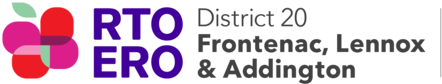 RTO
ERO
District 20
Frontenac, Lennox
& Addington